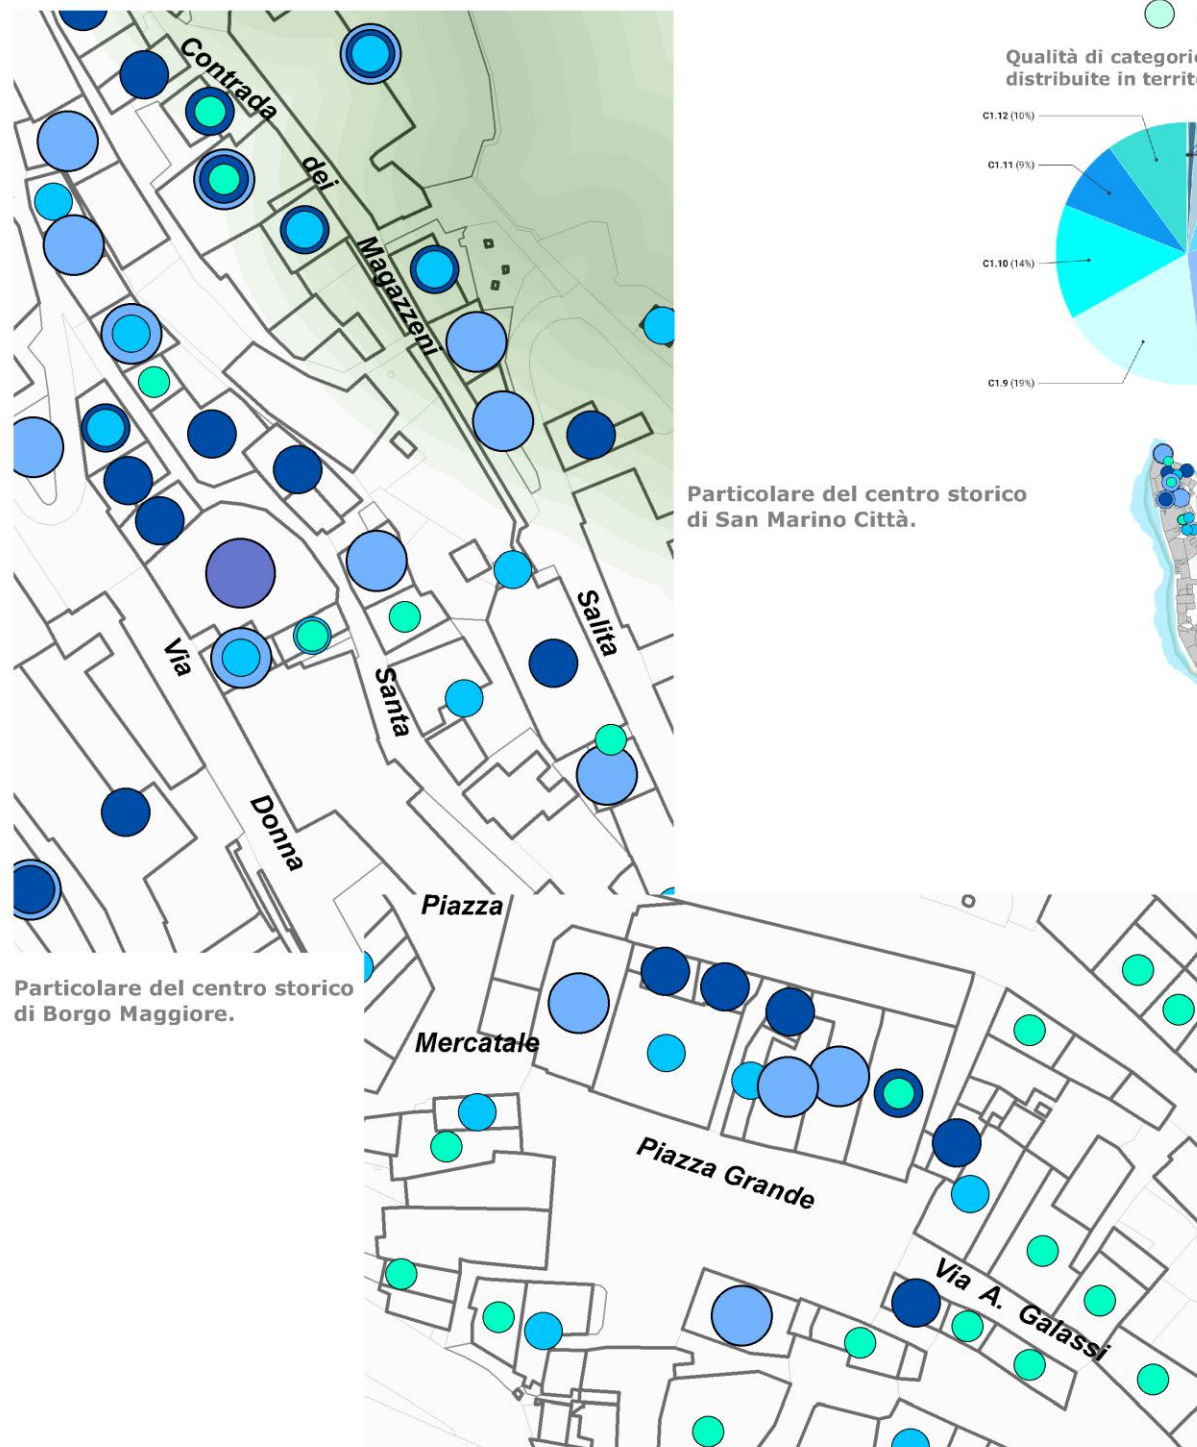 Qualità di categorie
distribuite in territo
C1.12 (10%)
C1.11 (9%)
C1.10 (14%)
C1.9 (19%)
Contrada
dei
Magazzeni
Salita
Via
Santa
Donna
Particolare del centro storico
di San Marino Città.
Particolare del centro storico
di Borgo Maggiore.
Piazza
Mercatale
Piazza Grande
Via A. Galassi